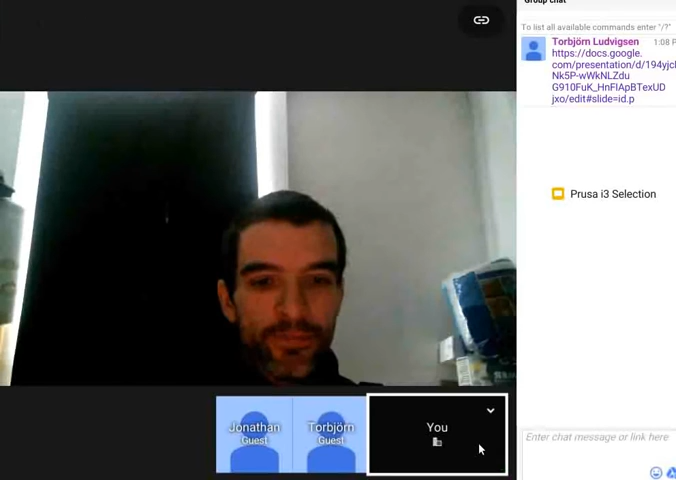 Group chat
To list all available commands enter "/?"
Torbjörn Ludvigsen 1:08 P
https://docs.google.
com/presentation/d/194yjcl
Nk5P-wWkNLZdu
G910FuK_HnFIApBTexUD
jxo/edit#slide=id.p
Prusa i3 Selection
Jonathan
Guest
Torbjörn
Guest
You
Enter chat message or link here